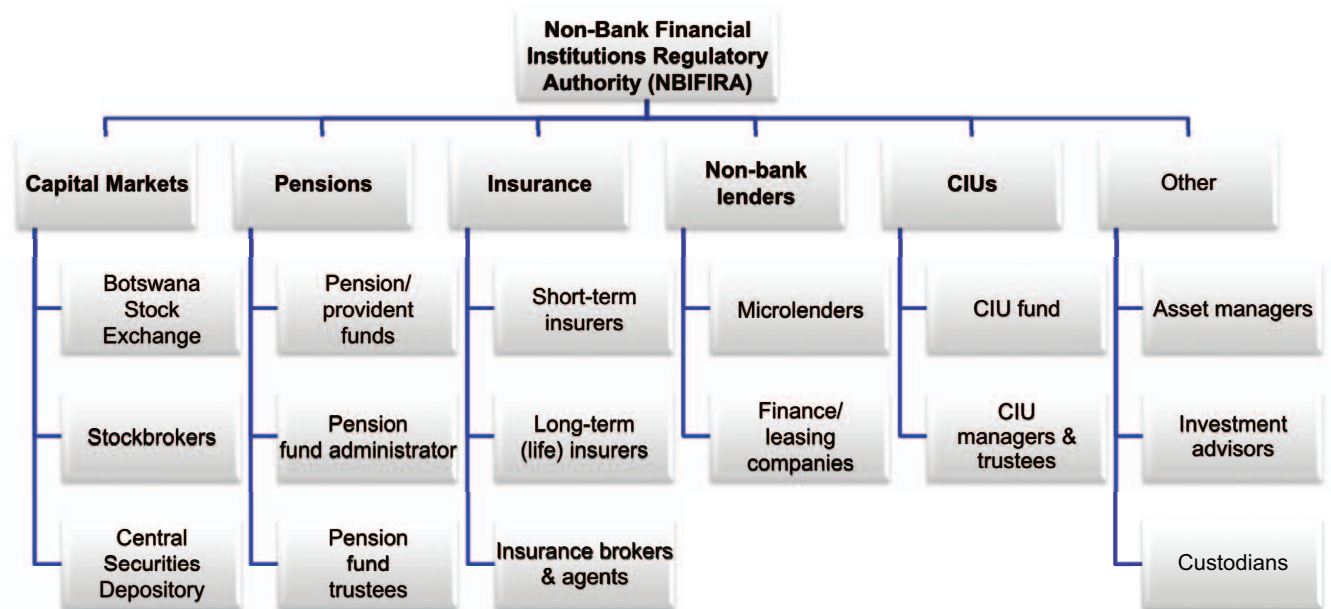 Non-Bank Financial
Institutions Regulatory
Authority (NBIFIRA)
Capital Markets
Pensions
Insurance
Non-bank
lenders
CIUs
Other
Botswana
Stock
Exchange
Pension/
provident
funds
Short-term
insurers
Microlenders
CIU fund
Asset managers
Stockbrokers
Pension
fund administrator
Long-term
(life) insurers
Finance/
leasing
companies
CIU
managers &
trustees
Investment
advisors
Central
Securities
Depository
Pension
fund
trustees
Insurance brokers
& agents
Custodians